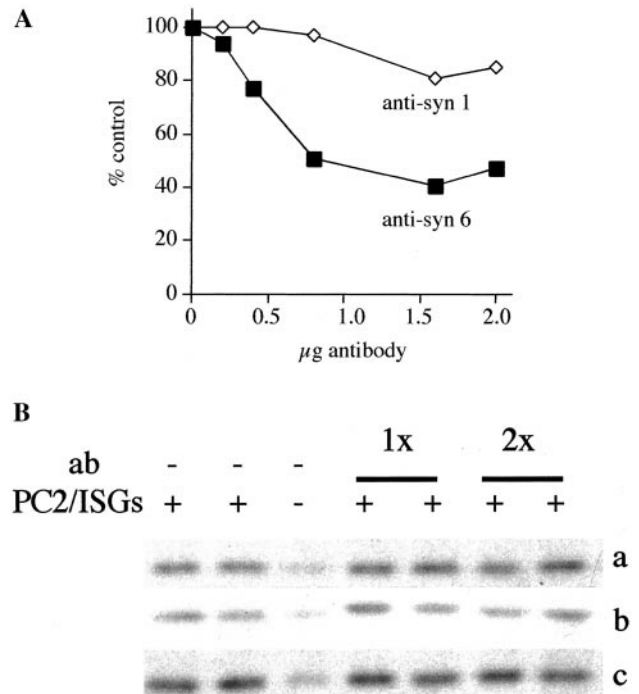 A
100
80
60
40
20
0
% control
anti-syn 1
anti-syn 6
0 0.5 1.0 1.5 2.0
µg antibody
B
1x 2x
ab - - -
PC2/ISGs + + - + + + +
a
b
c